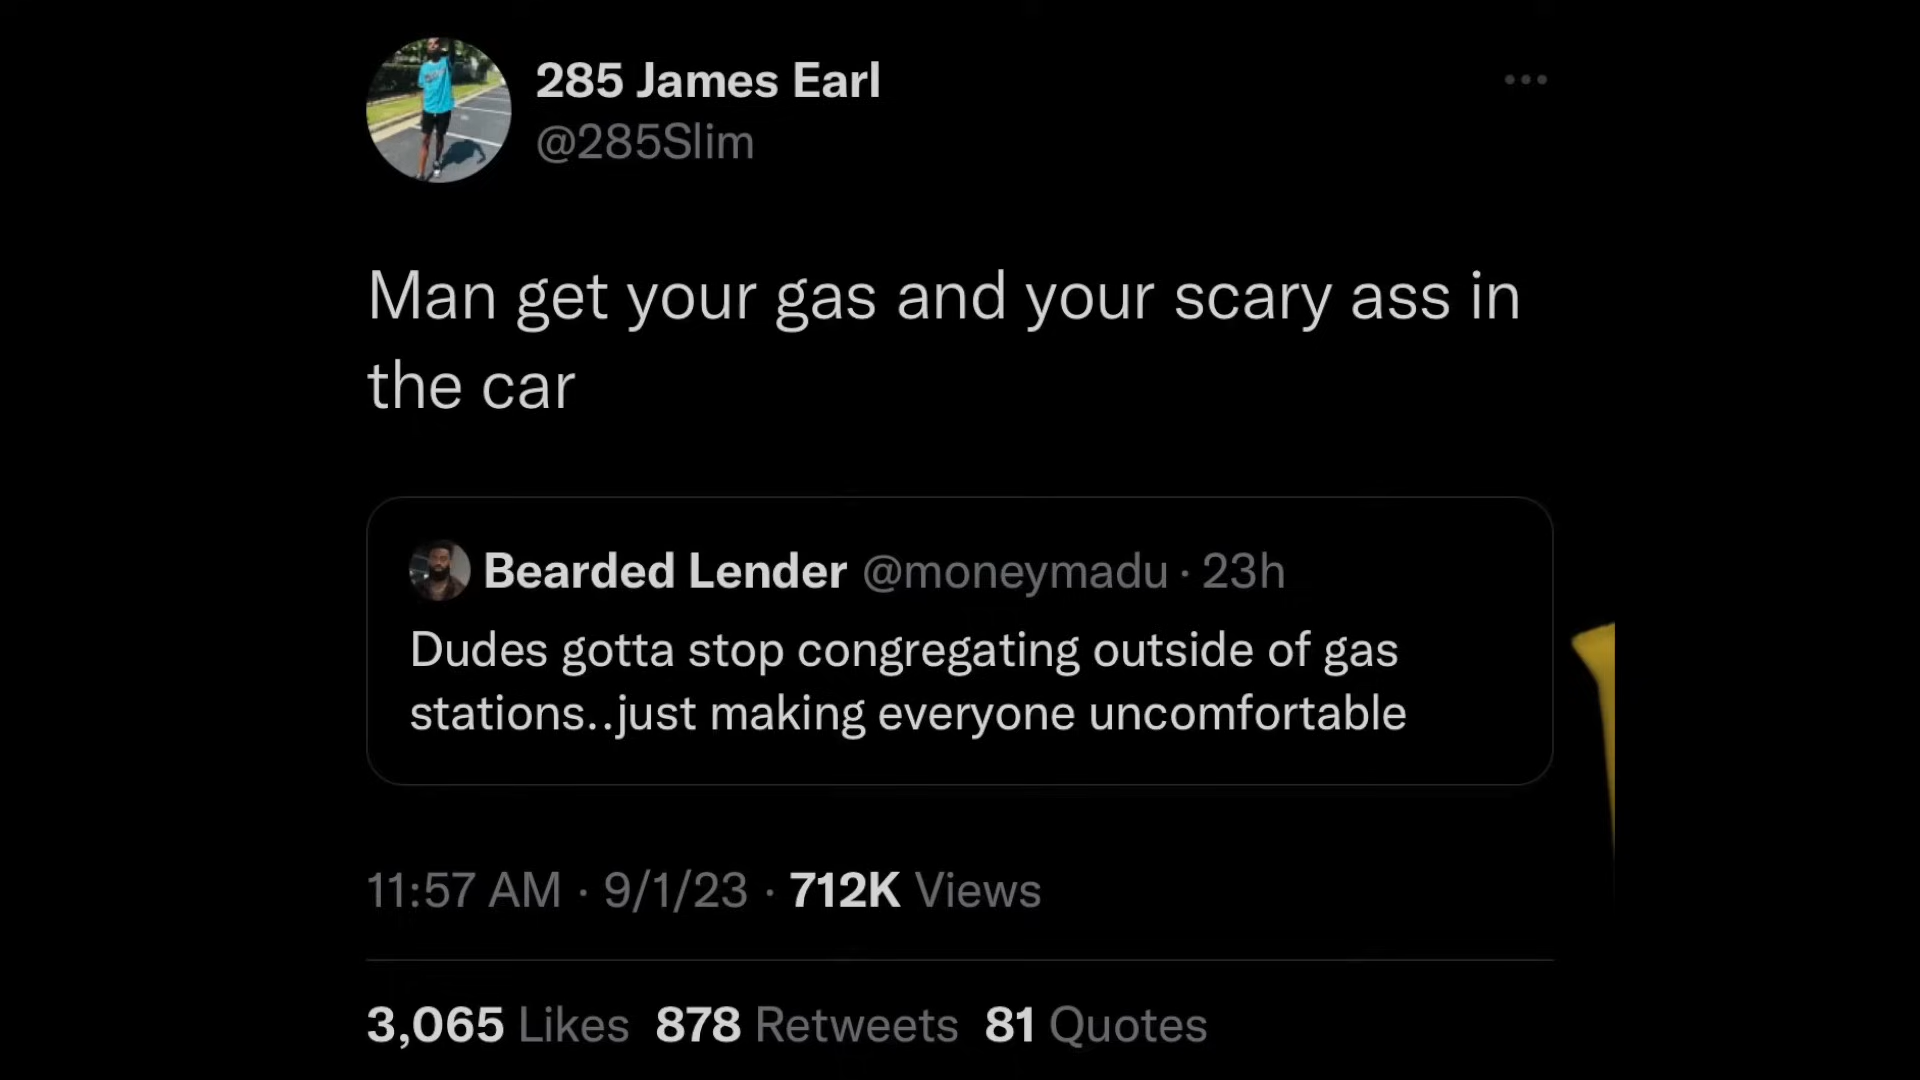 285 James Earl
@285Slim
Man get your gas and your scary ass in
the car
Bearded Lender @moneymadu · 23h
Dudes gotta stop congregating outside of gas
stations..just making everyone uncomfortable
11:57 AM · 9/1/23 · 712K Views
3,065 Likes 878 Retweets 81 Quotes